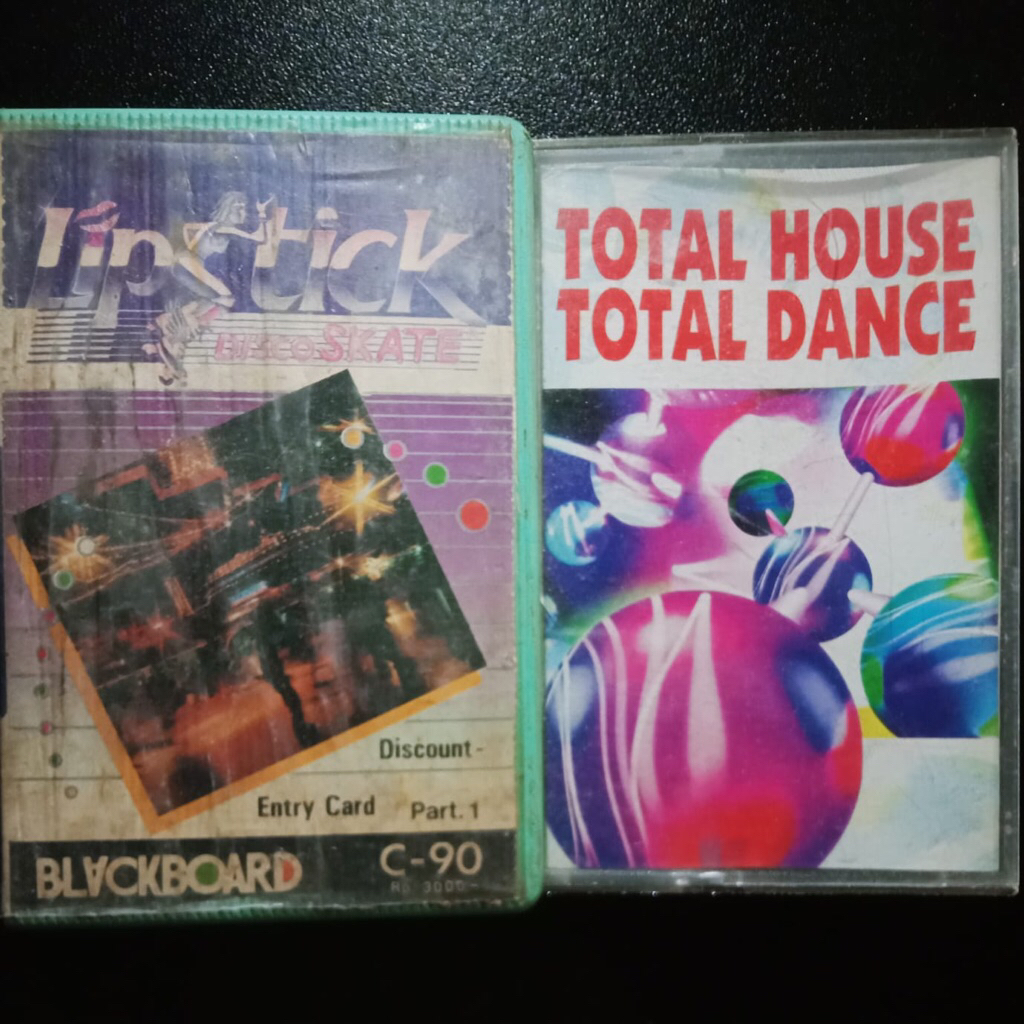 Lipstick
DISCO SKATE
Discount-
Entry Card Part. 1
BLACKBOARD C-90
TOTAL HOUSE
TOTAL DANCE